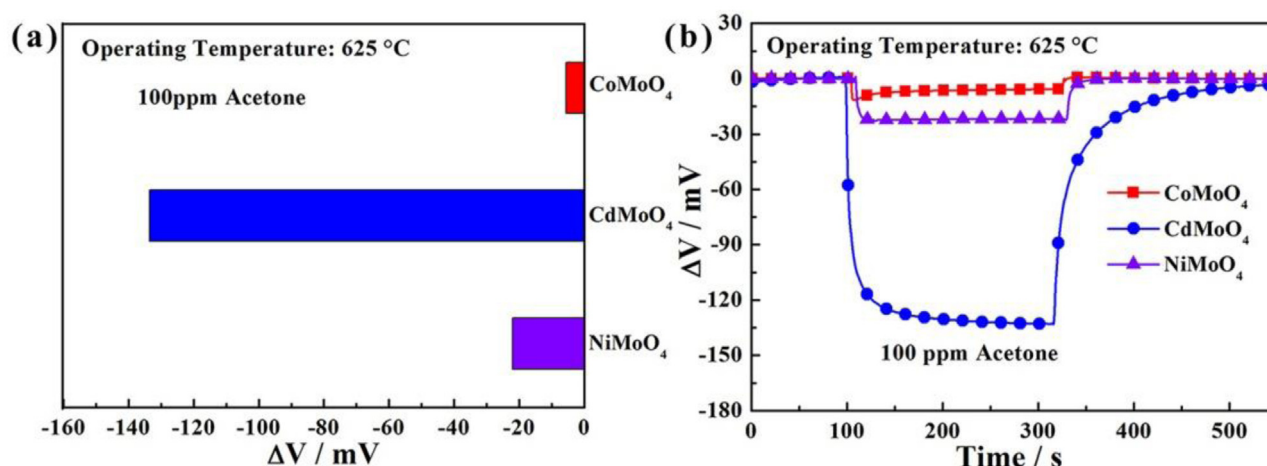 (a)
Operating Temperature: 625 °C
100ppm Acetone
CoMoO₄
CdMoO₄
NiMoO₄
-160 -140 -120 -100 -80 -60 -40 -20 0
ΔV / mV
(b)
Operating Temperature: 625 °C
30
0
-30
-60
-90
-120
-150
-180
ΔV / mV
CoMoO₄
CdMoO₄
NiMoO₄
100 ppm Acetone
0 100 200 300 400 500
Time / s